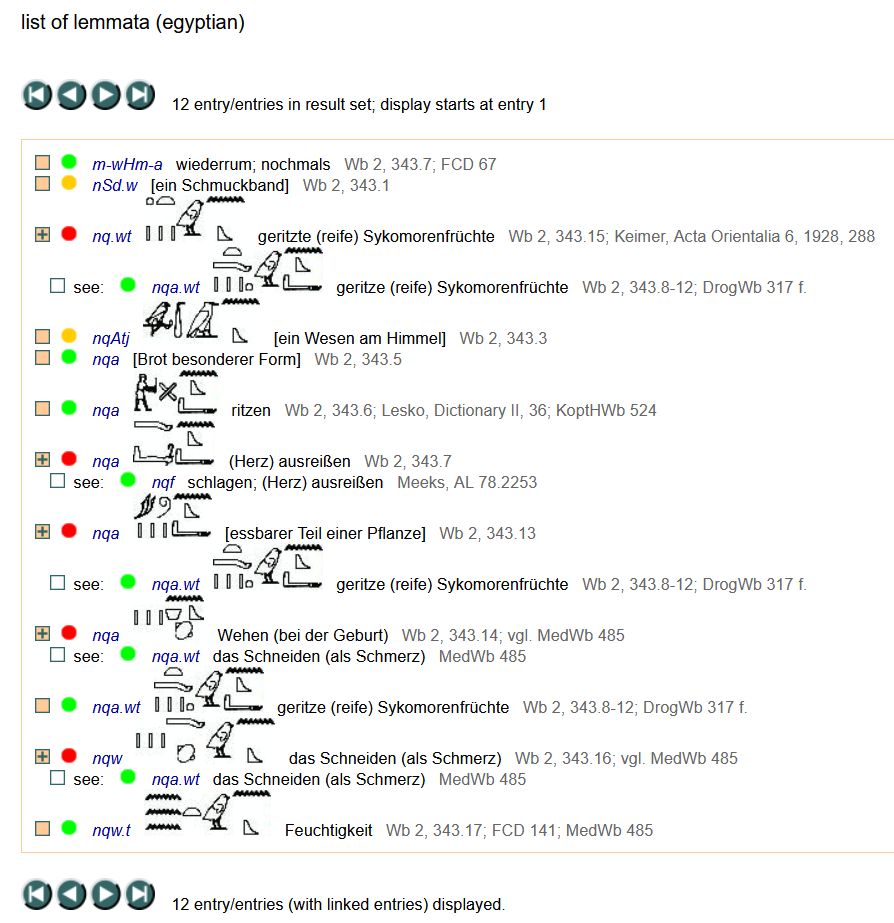 list of lemmata (egyptian)
12 entry/entries in result set; display starts at entry 1
m-wHm-a wiederrum; nochmals Wb 2, 343.7; FCD 67
nSd.w [ein Schmuckband] Wb 2, 343.1
nq.wt geritzte (reife) Sykomorenfrüchte Wb 2, 343.15; Keimer, Acta Orientalia 6, 1928, 288
see: nqa.wt geritze (reife) Sykomorenfrüchte Wb 2, 343.8-12; DrogWb 317 f.
nqAtj [ein Wesen am Himmel] Wb 2, 343.3
nqa [Brot besonderer Form] Wb 2, 343.5
nqa ritzen Wb 2, 343.6; Lesko, Dictionary II, 36; KoptHWb 524
nqa (Herz) ausreißen Wb 2, 343.7
see: nqf schlagen; (Herz) ausreißen Meeks, AL 78.2253
nqa [essbarer Teil einer Pflanze] Wb 2, 343.13
see: nqa.wt geritze (reife) Sykomorenfrüchte Wb 2, 343.8-12; DrogWb 317 f.
nqa Wehen (bei der Geburt) Wb 2, 343.14; vgl. MedWb 485
see: nqa.wt das Schneiden (als Schmerz) MedWb 485
nqa.wt geritze (reife) Sykomorenfrüchte Wb 2, 343.8-12; DrogWb 317 f.
nqw das Schneiden (als Schmerz) Wb 2, 343.16; vgl. MedWb 485
see: nqa.wt das Schneiden (als Schmerz) MedWb 485
nqw.t Feuchtigkeit Wb 2, 343.17; FCD 141; MedWb 485
12 entry/entries (with linked entries) displayed.